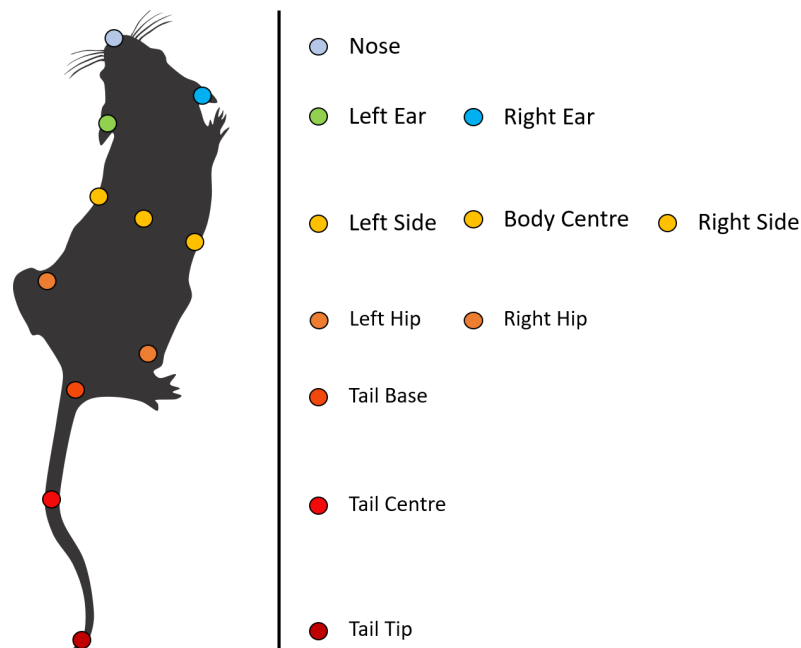 Nose
Left Ear Right Ear
Left Side Body Centre Right Side
Left Hip Right Hip
Tail Base
Tail Centre
Tail Tip